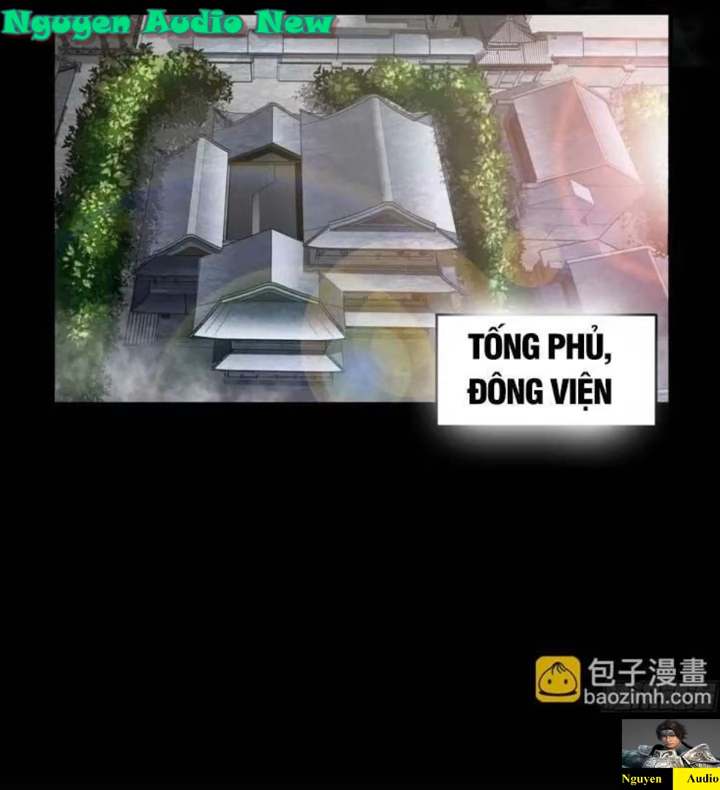 Nguyen Audio New
TỐNG PHỦ,
ĐÔNG VIỆN
包子漫畫
baozimh.com
Nguyen Audio